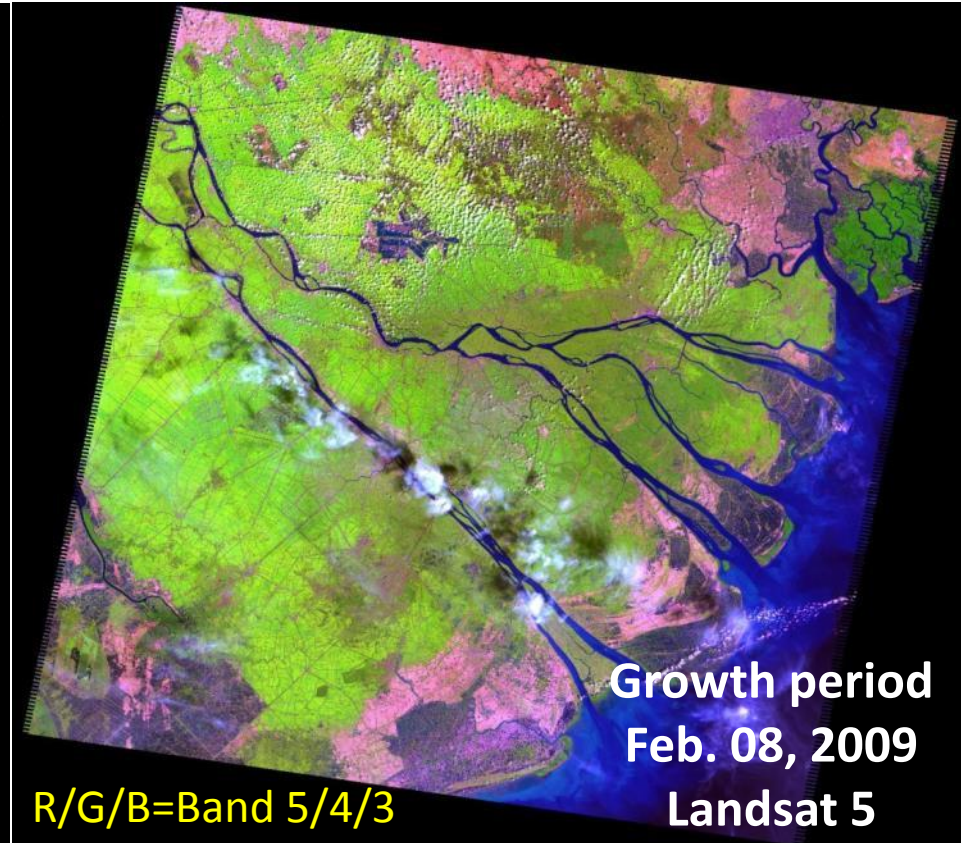 Growth period
Feb. 08, 2009
Landsat 5
R/G/B=Band 5/4/3